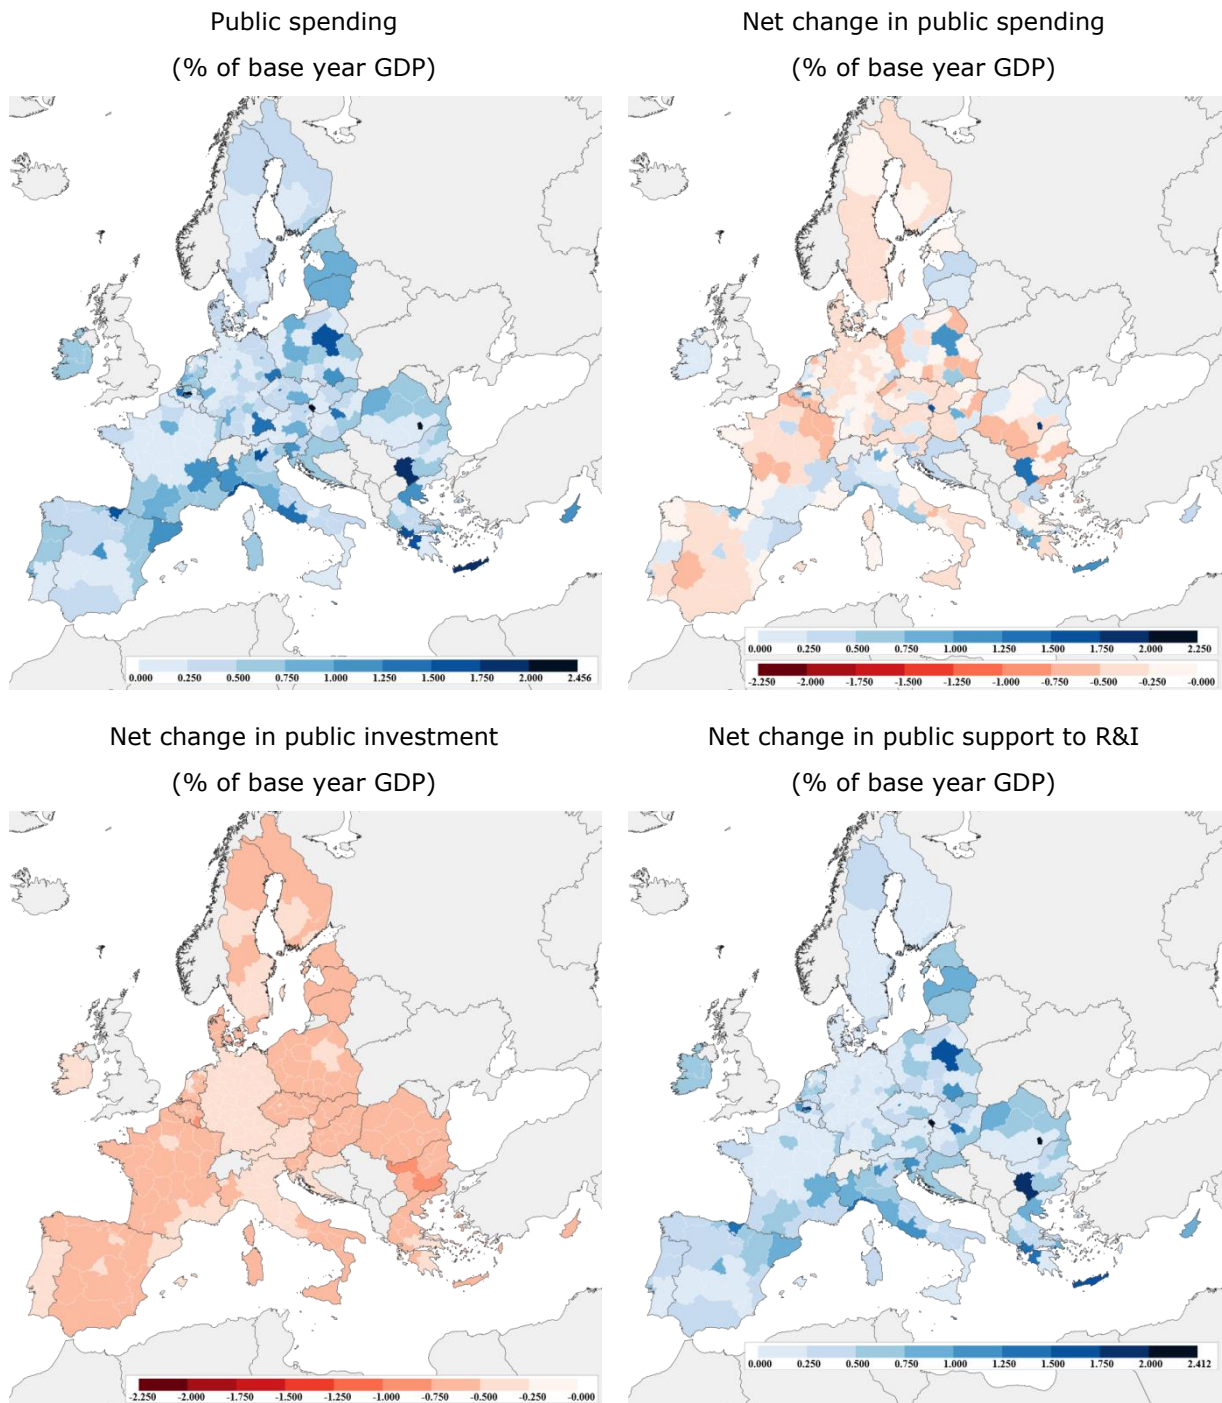 Public spending
(% of base year GDP)
Net change in public spending
(% of base year GDP)
0.000 0.250 0.500 0.750 1.000 1.250 1.500 1.750 2.000 2.456
0.000 0.250 0.500 0.750 1.000 1.250 1.500 1.750 2.000 2.250
-2.250 -2.000 -1.750 -1.500 -1.250 -1.000 -0.750 -0.500 -0.250 -0.000
Net change in public investment
(% of base year GDP)
Net change in public support to R&I
(% of base year GDP)
-2.250 -2.000 -1.750 -1.500 -1.250 -1.000 -0.750 -0.500 -0.250 -0.000
0.000 0.250 0.500 0.750 1.000 1.250 1.500 1.750 2.000 2.412